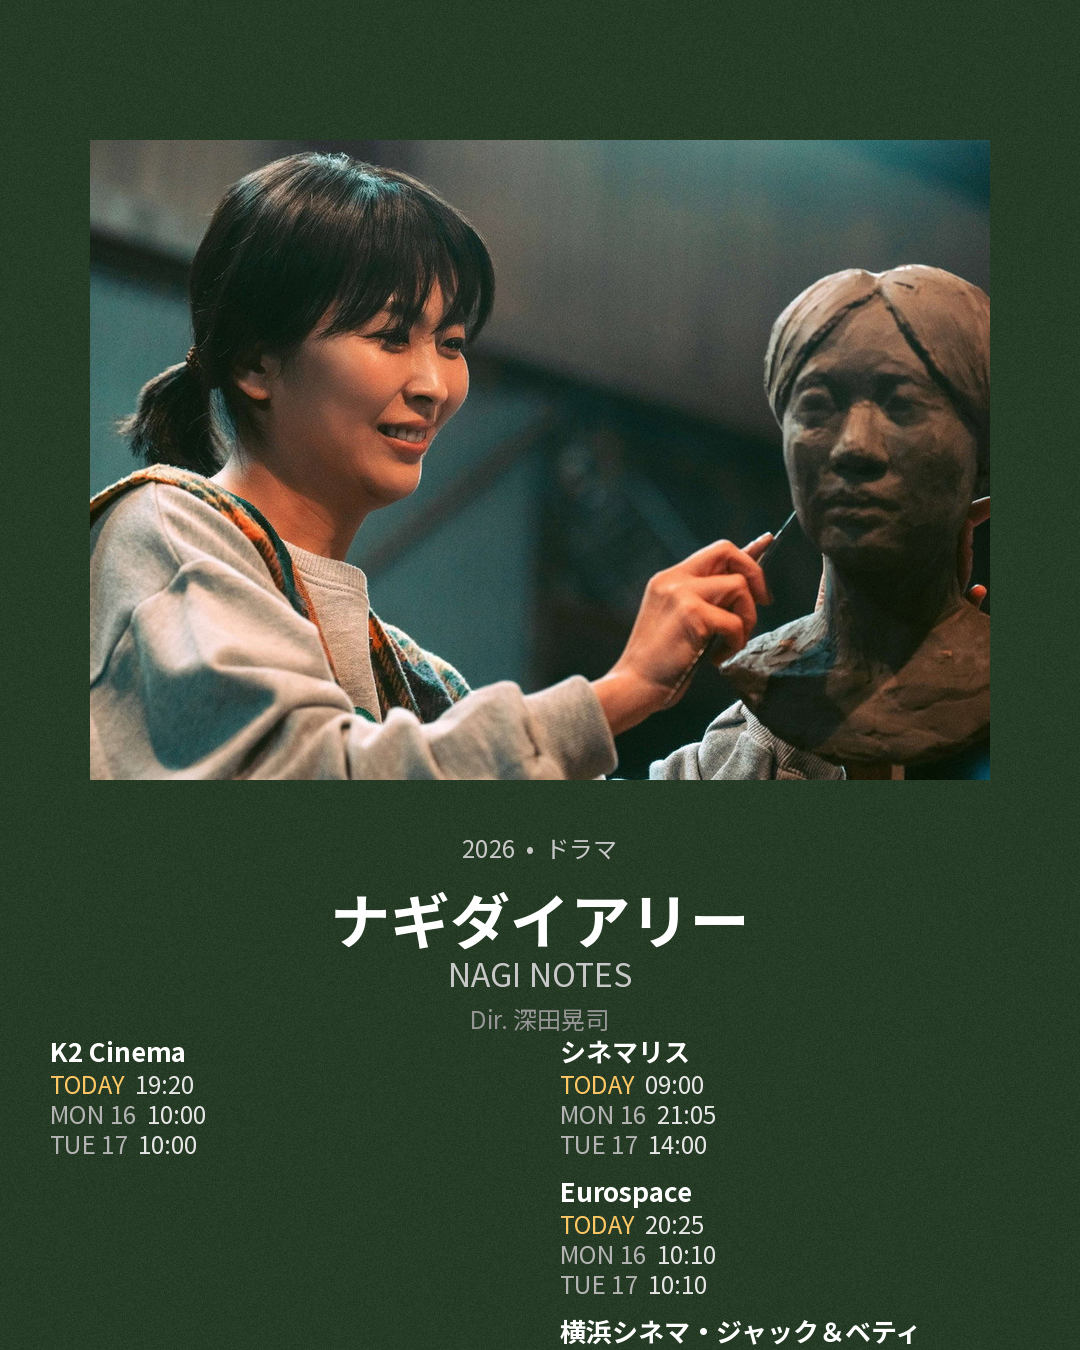 2026 • ドラマ
ナギダイアリー
NAGI NOTES
Dir. 深田晃司
K2 Cinema
TODAY 19:20
MON 16 10:00
TUE 17 10:00
シネマリス
TODAY 09:00
MON 16 21:05
TUE 17 14:00
Eurospace
TODAY 20:25
MON 16 10:10
TUE 17 10:10
横浜シネマ・ジャック＆ベティ